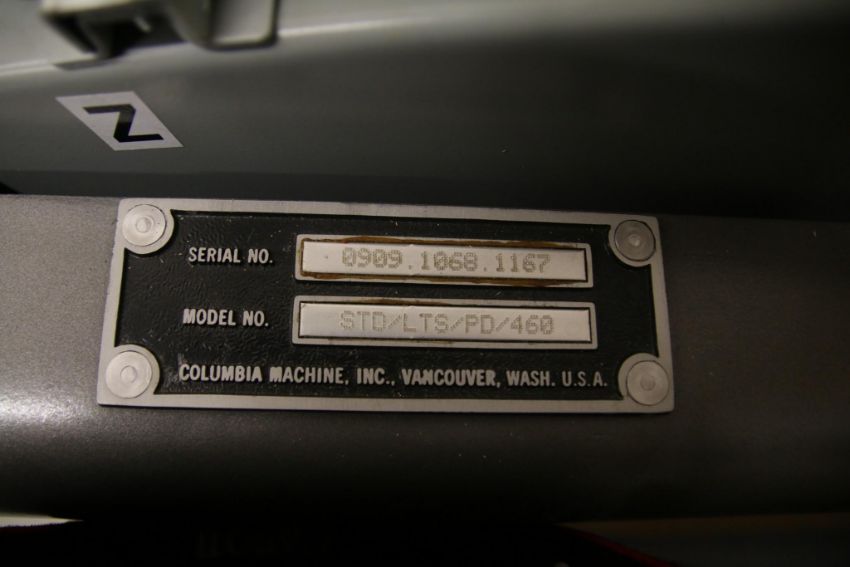 N
SERIAL NO. 0909.1068.1167
MODEL NO. STD/LTS/PD/460
COLUMBIA MACHINE, INC., VANCOUVER, WASH. U.S.A.